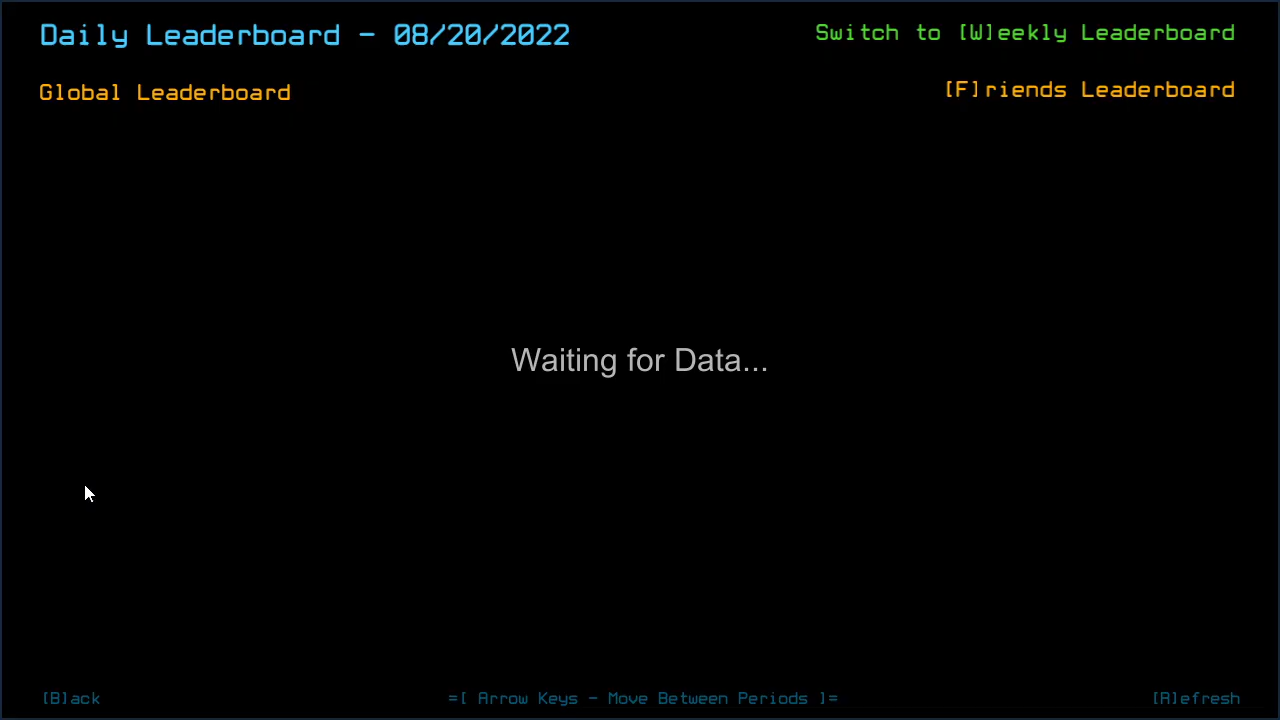 Daily Leaderboard - 08/20/2022
Switch to [W]eekly Leaderboard
Global Leaderboard
[F]riends Leaderboard
Waiting for Data...
[B]ack
=[ Arrow Keys - Move Between Periods ]=
[R]efresh